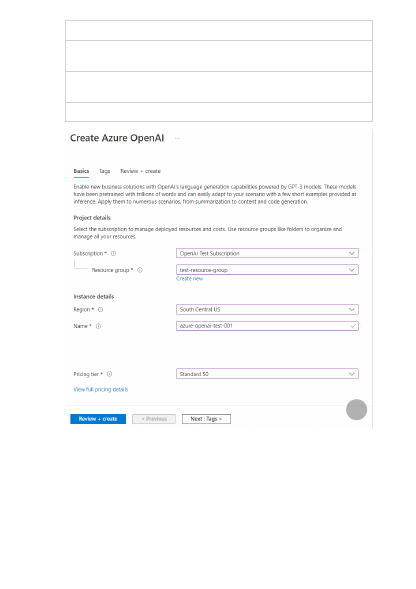 Create Azure OpenAI ...
Basics Tags Review + create
Enable new business solutions with OpenAI's language generation capabilities powered by GPT-3 models. These models
have been pretrained with trillions of words and can easily adapt to your scenario with a few short examples provided at
inference. Apply them to numerous scenarios, from summarization to content and code generation.
Project details
Select the subscription to manage deployed resources and costs. Use resource groups like folders to organize and
manage all your resources.
Subscription * OpenAI Test Subscription
Resource group * test-resource-group
Create new
Instance details
Region * South Central US
Name * azure-openai-test-001
Pricing tier * Standard S0
View full pricing details
Review + create < Previous Next : Tags >